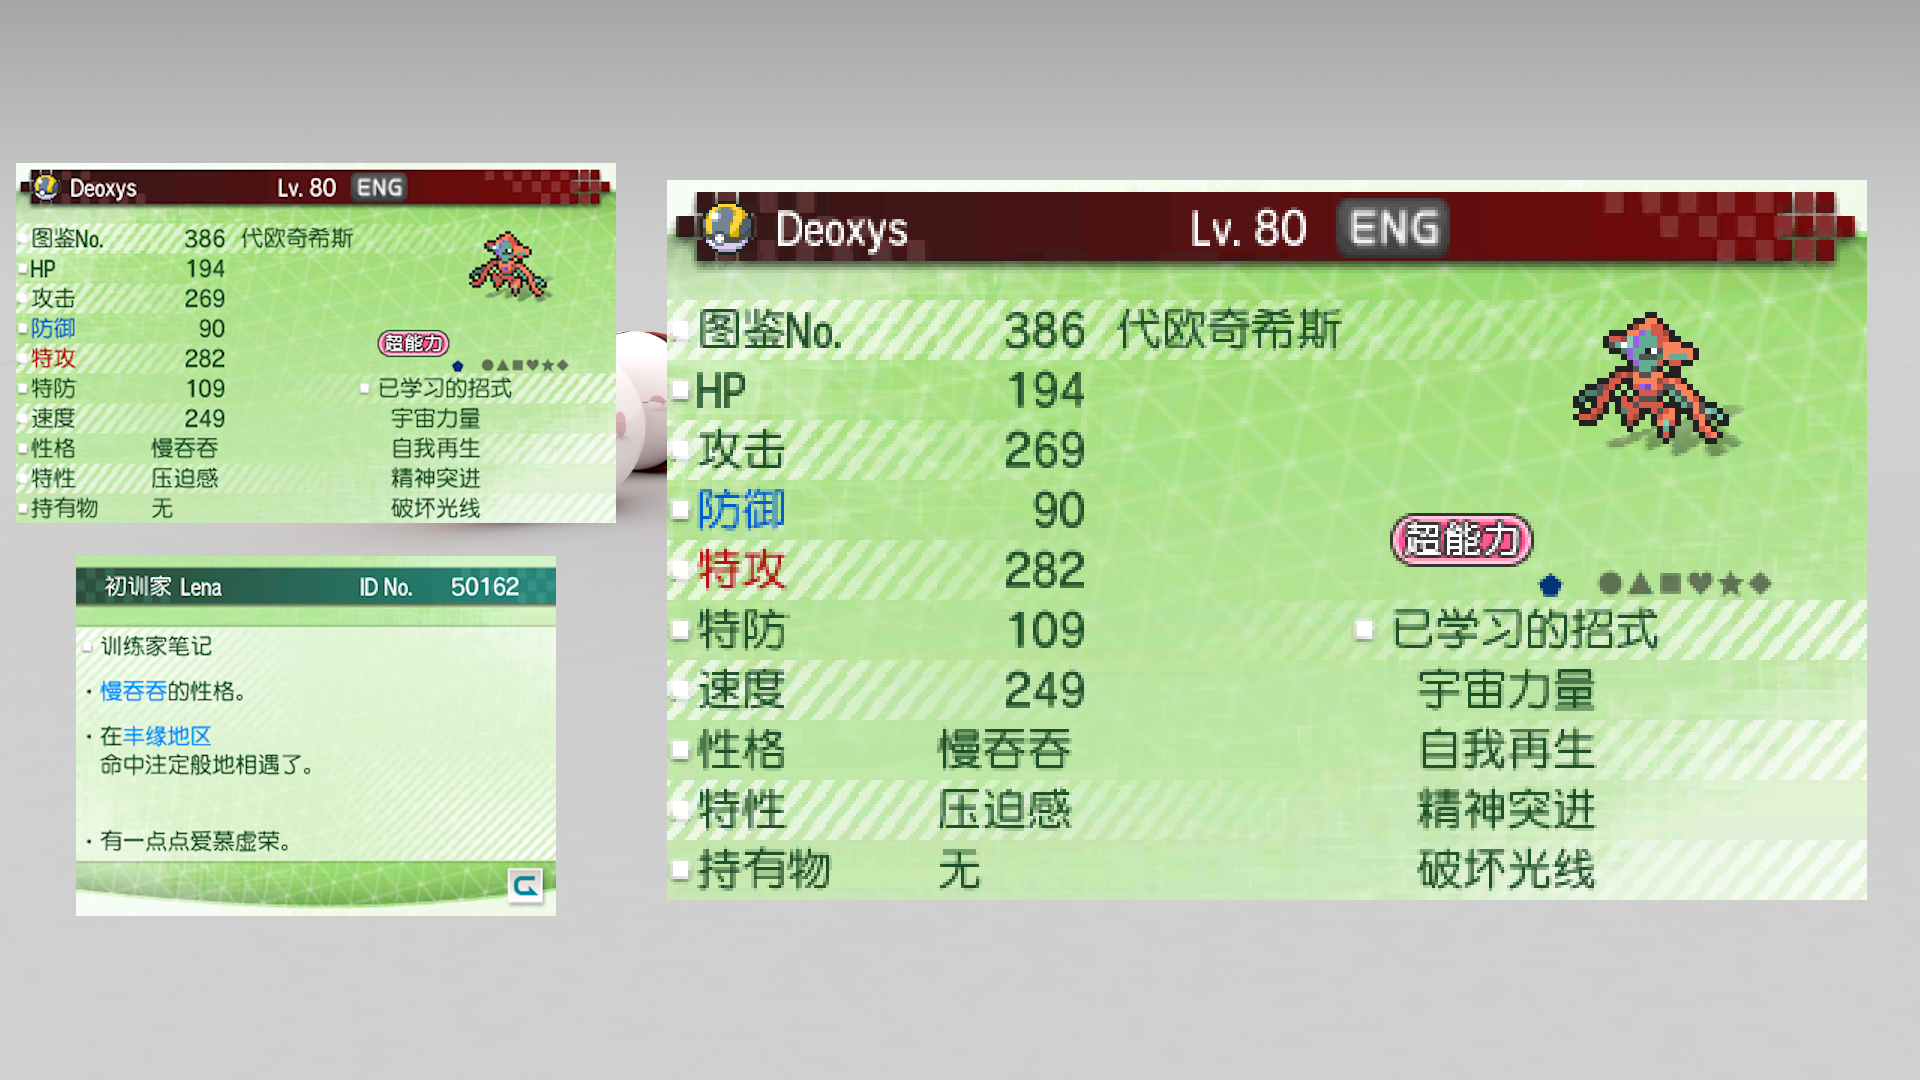 Deoxys Lv. 80 ENG
图鉴No. 386 代欧奇希斯
HP 194
攻击 269
防御 90
超能力
特攻 282
特防 109 已学习的招式
速度 249 宇宙力量
性格 慢吞吞 自我再生
特性 压迫感 精神突进
持有物 无 破坏光线
初训家 Lena ID No. 50162
训练家笔记
·慢吞吞的性格。
·在丰缘地区
命中注定般地相遇了。
·有一点点爱慕虚荣。
Deoxys Lv. 80 ENG
图鉴No. 386 代欧奇希斯
HP 194
攻击 269
防御 90
超能力
特攻 282
特防 109 已学习的招式
速度 249 宇宙力量
性格 慢吞吞 自我再生
特性 压迫感 精神突进
持有物 无 破坏光线